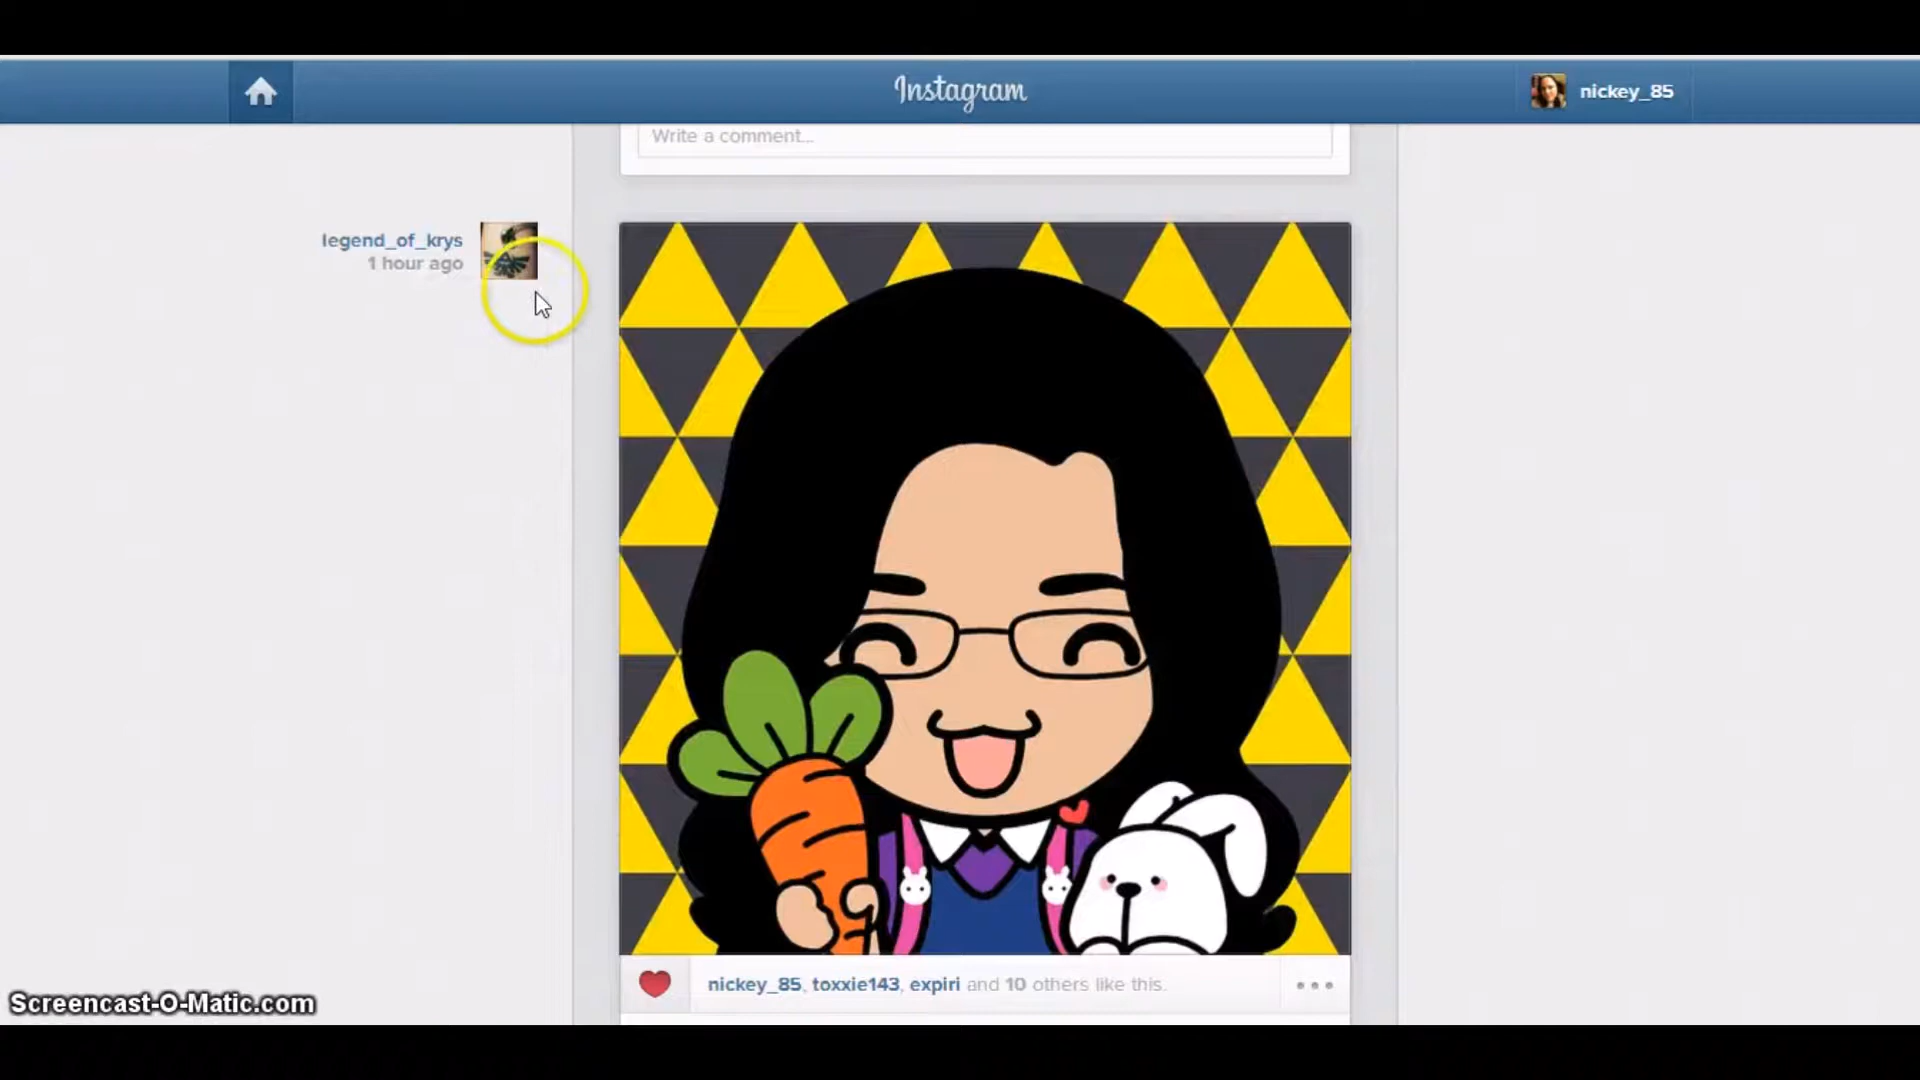 Instagram
nickey_85
Write a comment...
legend_of_krys
1 hour ago
nickey_85, toxxie143, expiri and 10 others like this.
Screencast-O-Matic.com